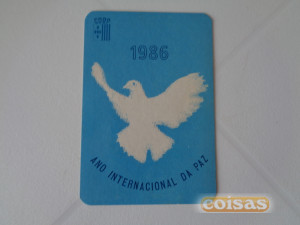 1986
ANO INTERNACIONAL DA PAZ
coisas